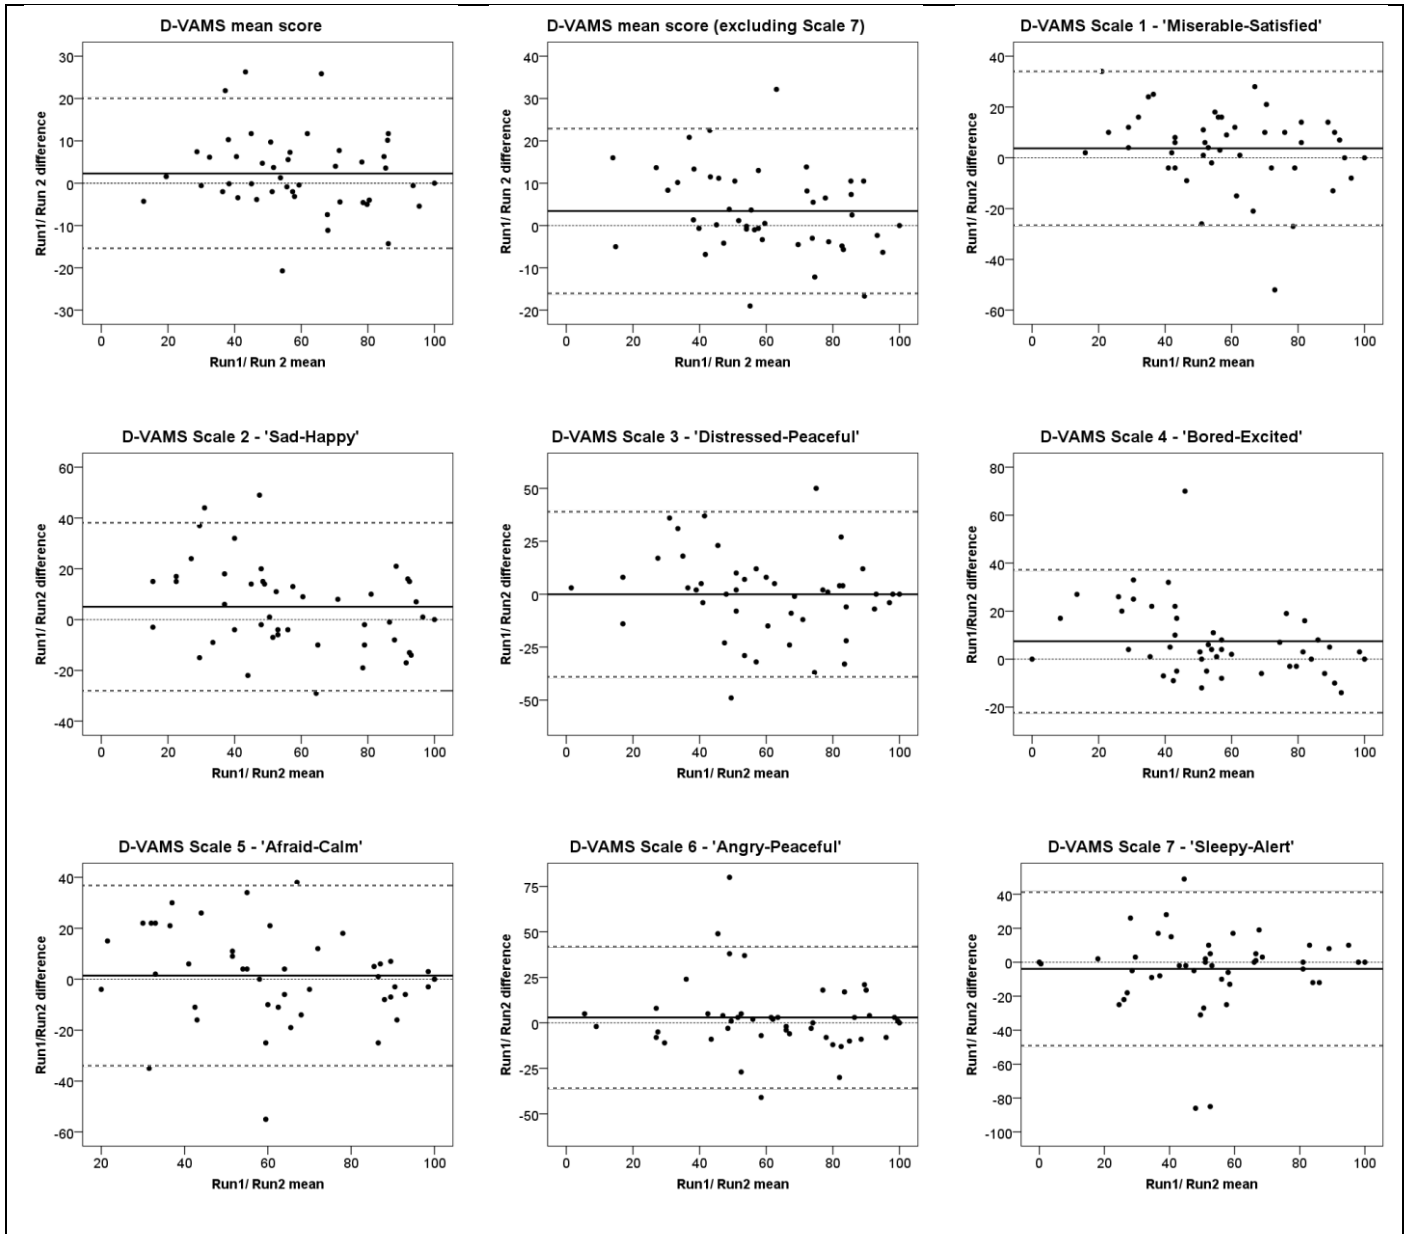 D-VAMS mean score
30
20
10
0
-10
-20
-30
Run1/ Run 2 difference
0 20 40 60 80 100
Run1/ Run 2 mean
D-VAMS mean score (excluding Scale 7)
40
30
20
10
0
-10
-20
Run1/ Run 2 difference
0 20 40 60 80 100
Run1/ Run 2 mean
D-VAMS Scale 1 - 'Miserable-Satisfied'
40
20
0
-20
-40
-60
Run1/ Run2 difference
0 20 40 60 80 100
Run1/ Run2 mean
D-VAMS Scale 2 - 'Sad-Happy'
60
40
20
0
-20
-40
Run1/ Run2 difference
0 20 40 60 80 100
Run1/ Run2 mean
D-VAMS Scale 3 - 'Distressed-Peaceful'
50
25
0
-25
-50
Run1/ Run2 difference
0 20 40 60 80 100
Run1/ Run2 mean
D-VAMS Scale 4 - 'Bored-Excited'
80
60
40
20
0
-20
Run1/Run2 difference
0 20 40 60 80 100
Run1/ Run2 mean
D-VAMS Scale 5 - 'Afraid-Calm'
40
20
0
-20
-40
-60
Run1/Run2 difference
20 40 60 80 100
Run1/ Run2 mean
D-VAMS Scale 6 - 'Angry-Peaceful'
75
50
25
0
-25
-50
Run1/ Run2 difference
0 20 40 60 80 100
Run1/ Run2 mean
D-VAMS Scale 7 - 'Sleepy-Alert'
40
20
0
-20
-40
-60
-80
-100
Run1/ Run2 difference
0 20 40 60 80 100
Run1/ Run2 mean